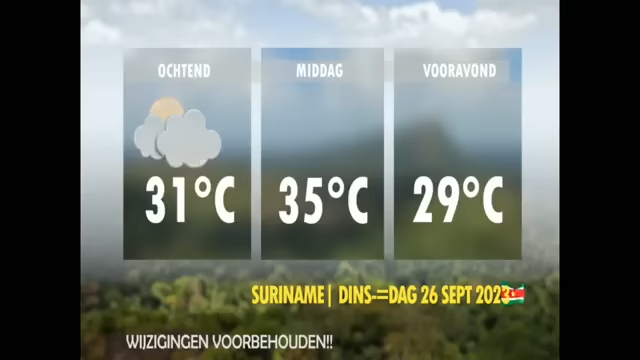 OCHTEND MIDDAG VOORAVOND
31°C 35°C 29°C
SURINAME| DINS-=DAG 26 SEPT 2023
WIJZIGINGEN VOORBEHOUDEN!!